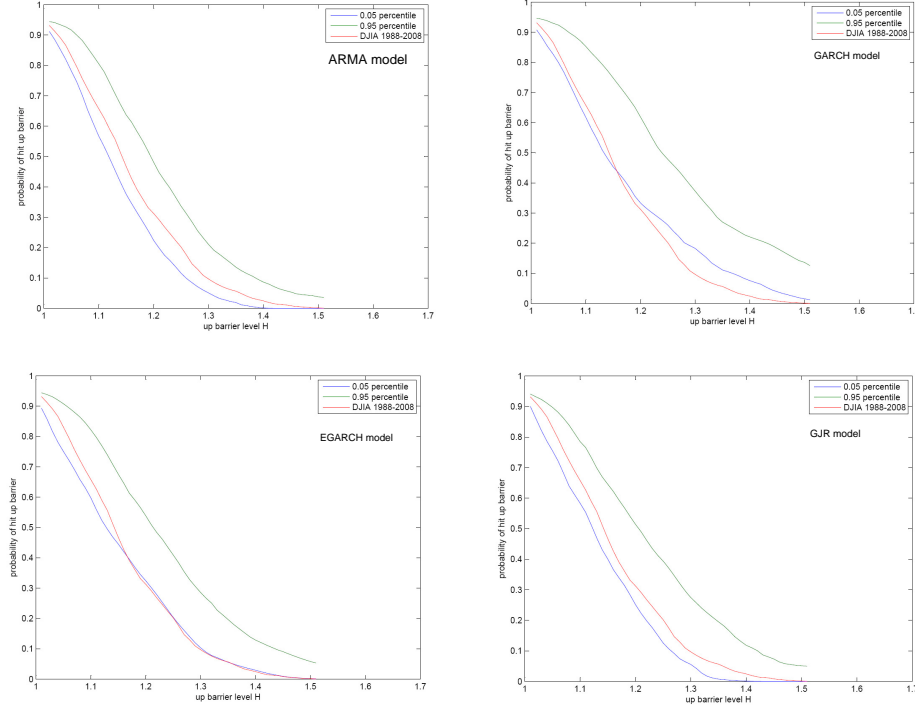 0.05 percentile
0.95 percentile
DJIA 1988-2008
ARMA model
probability of hit up barrier
1
0.9
0.8
0.7
0.6
0.5
0.4
0.3
0.2
0.1
0
1 1.1 1.2 1.3 1.4 1.5 1.6 1.7
up barrier level H
0.05 percentile
0.95 percentile
DJIA 1988-2008
GARCH model
probability of hit up barrier
1
0.9
0.8
0.7
0.6
0.5
0.4
0.3
0.2
0.1
0
1 1.1 1.2 1.3 1.4 1.5 1.6
up barrier level H
0.05 percentile
0.95 percentile
DJIA 1988-2008
EGARCH model
probability of hit up barrier
1
0.9
0.8
0.7
0.6
0.5
0.4
0.3
0.2
0.1
0
1 1.1 1.2 1.3 1.4 1.5 1.6 1.7
up barrier level H
0.05 percentile
0.95 percentile
DJIA 1988-2008
GJR model
probability of hit up barrier
1
0.9
0.8
0.7
0.6
0.5
0.4
0.3
0.2
0.1
0
1 1.1 1.2 1.3 1.4 1.5 1.6
up barrier level H